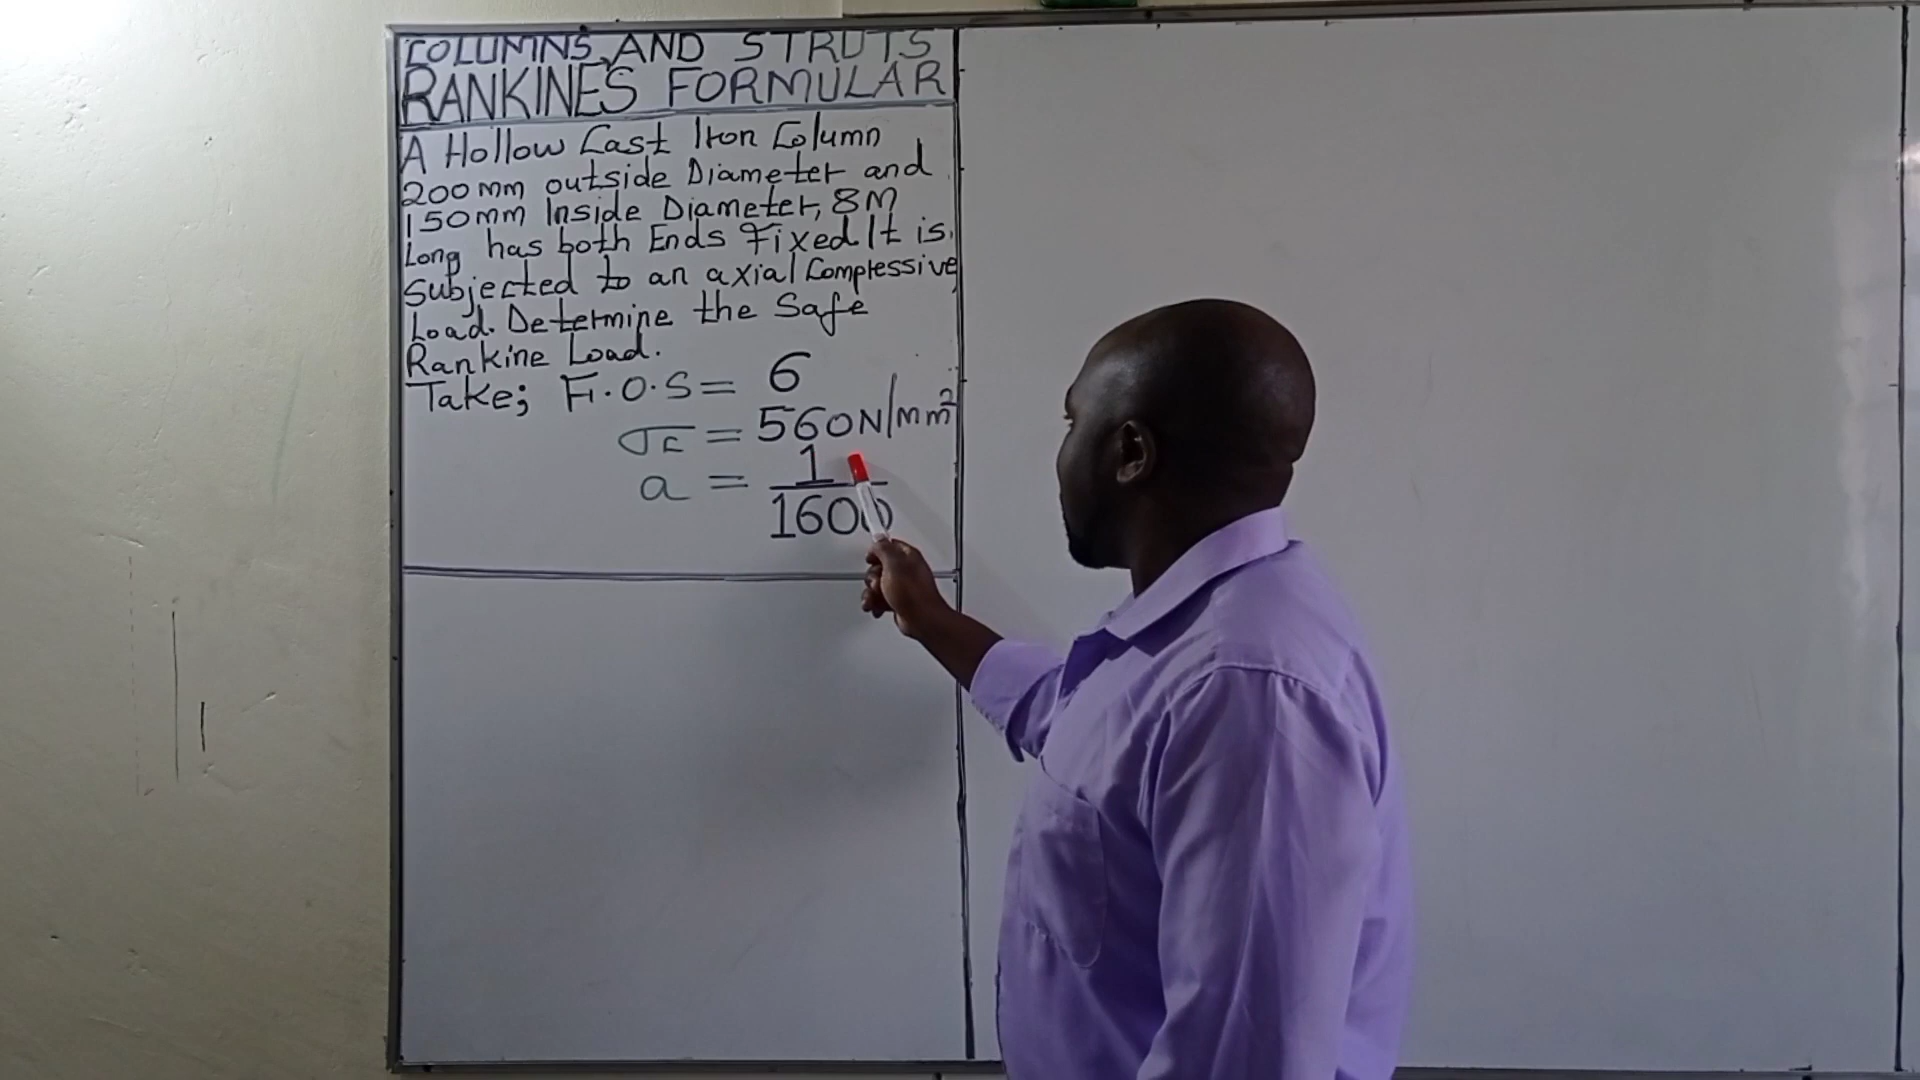 COLUMNS AND STRUTS
RANKINES FORMULAR
A Hollow Cast Iron Column
200mm outside Diameter and
150mm Inside Diameter, 8M
Long has both Ends Fixed It is
Subjected to an axial Compressive
Load. Determine the Safe
Rankine Load.
Take; F.O.S = 6
σc = 560N/mm²
a = 1
1600